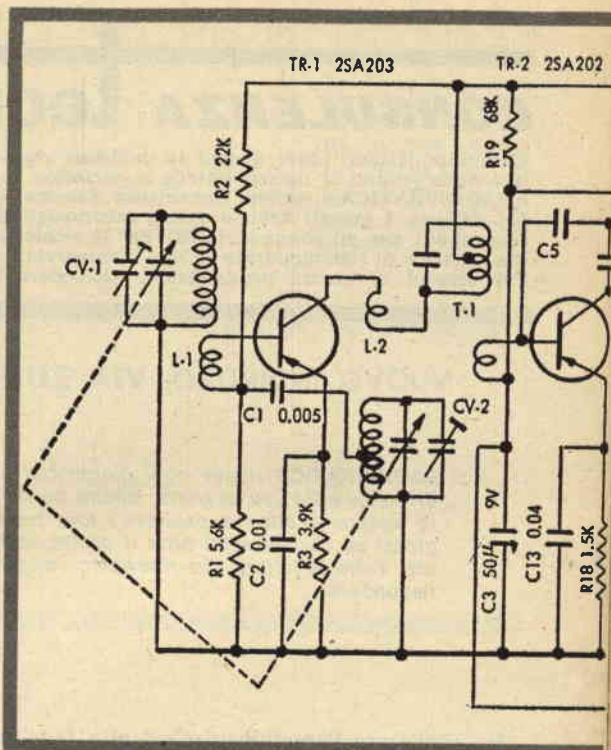 TR-1 2SA203
TR-2 2SA202
R2 22K
R19 68K
CV-1
C5
L-1
L-2
T-1
C1 0,005
CV-2
R1 5,6K
C2 0,01
R3 3,9K
C3 50μ 9V
C13 0,04
R18 1.5K